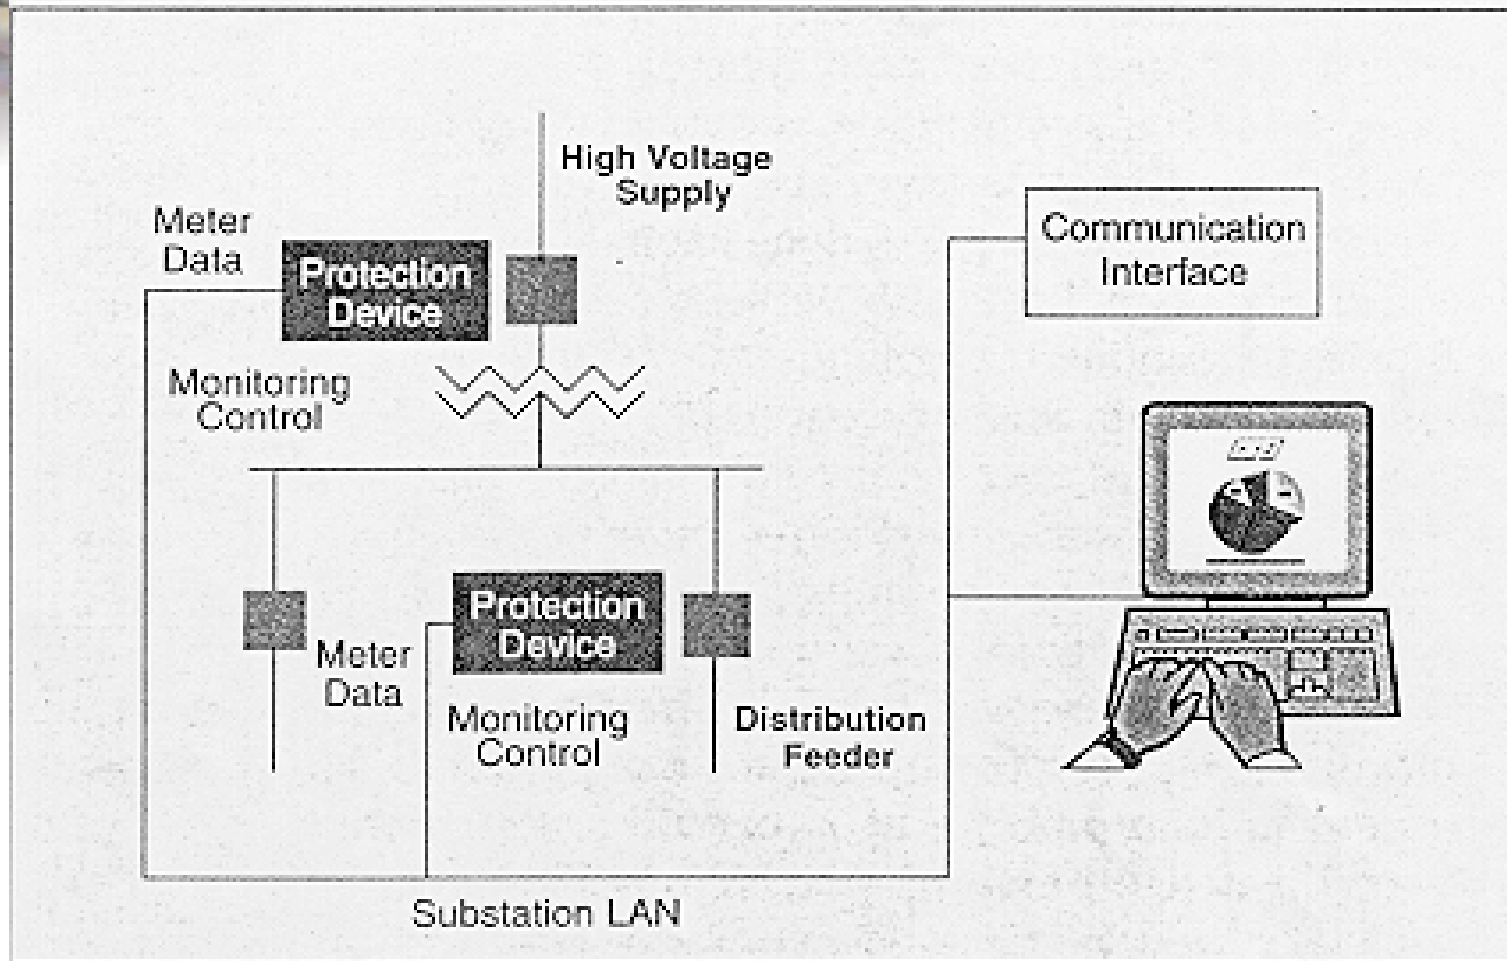 High Voltage
Supply
Meter
Data
Protection
Device
Communication
Interface
Monitoring
Control
Protection
Device
Meter
Data
Monitoring
Control
Distribution
Feeder
Substation LAN